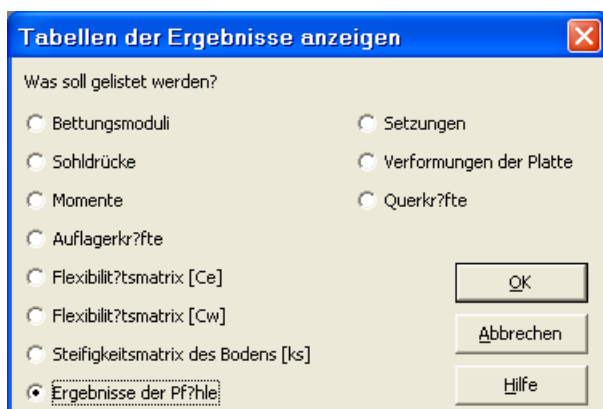 Tabellen der Ergebnisse anzeigen
Was soll gelistet werden?
Bettungsmoduli
Setzungen
Sohldrücke
Verformungen der Platte
Momente
Querkr?fte
Auflagerkr?fte
Flexibilit?tsmatrix [Ce]
OK
Flexibilit?tsmatrix [Cw]
Abbrechen
Steifigkeitsmatrix des Bodens [ks]
Ergebnisse der Pf?hle
Hilfe